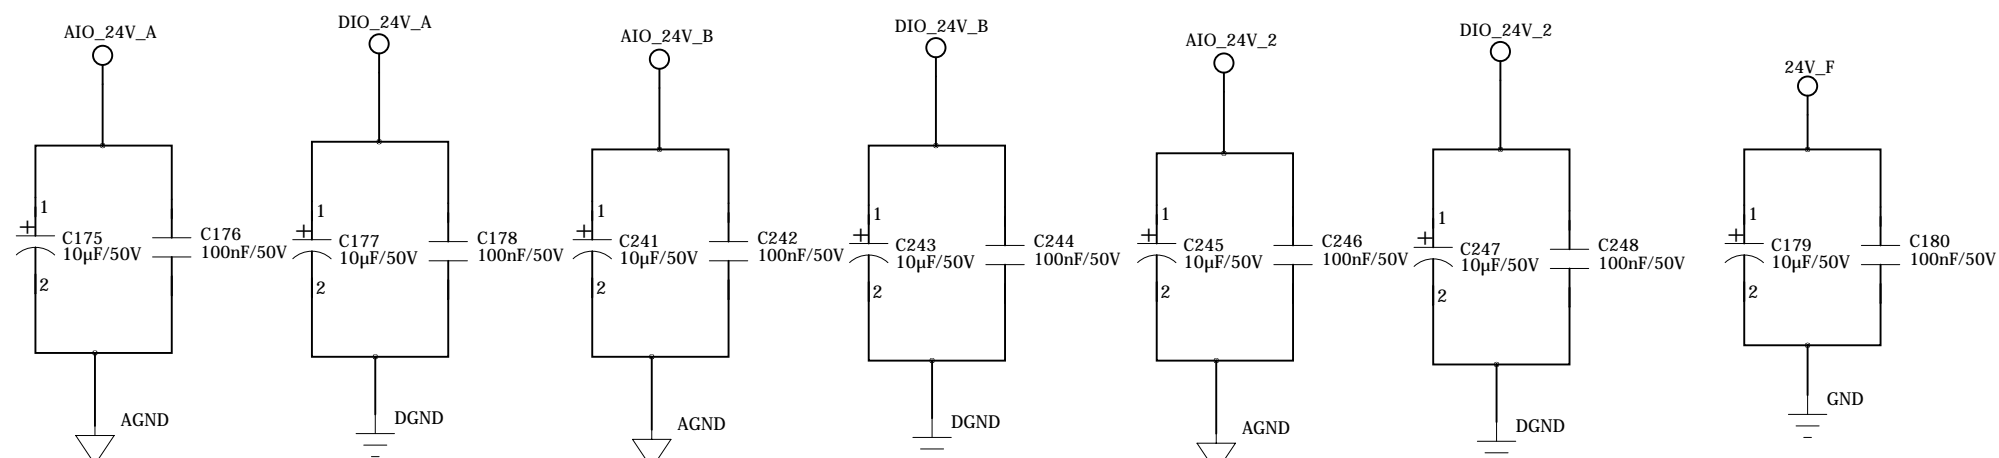 AIO_24V_A
1
C175
10µF/50V
2
C176
100nF/50V
AGND
DIO_24V_A
1
C177
10µF/50V
2
C178
100nF/50V
DGND
AIO_24V_B
1
C241
10µF/50V
2
C242
100nF/50V
AGND
DIO_24V_B
1
C243
10µF/50V
2
C244
100nF/50V
DGND
AIO_24V_2
1
C245
10µF/50V
2
C246
100nF/50V
AGND
DIO_24V_2
1
C247
10µF/50V
2
C248
100nF/50V
DGND
24V_F
1
C179
10µF/50V
2
C180
100nF/50V
GND